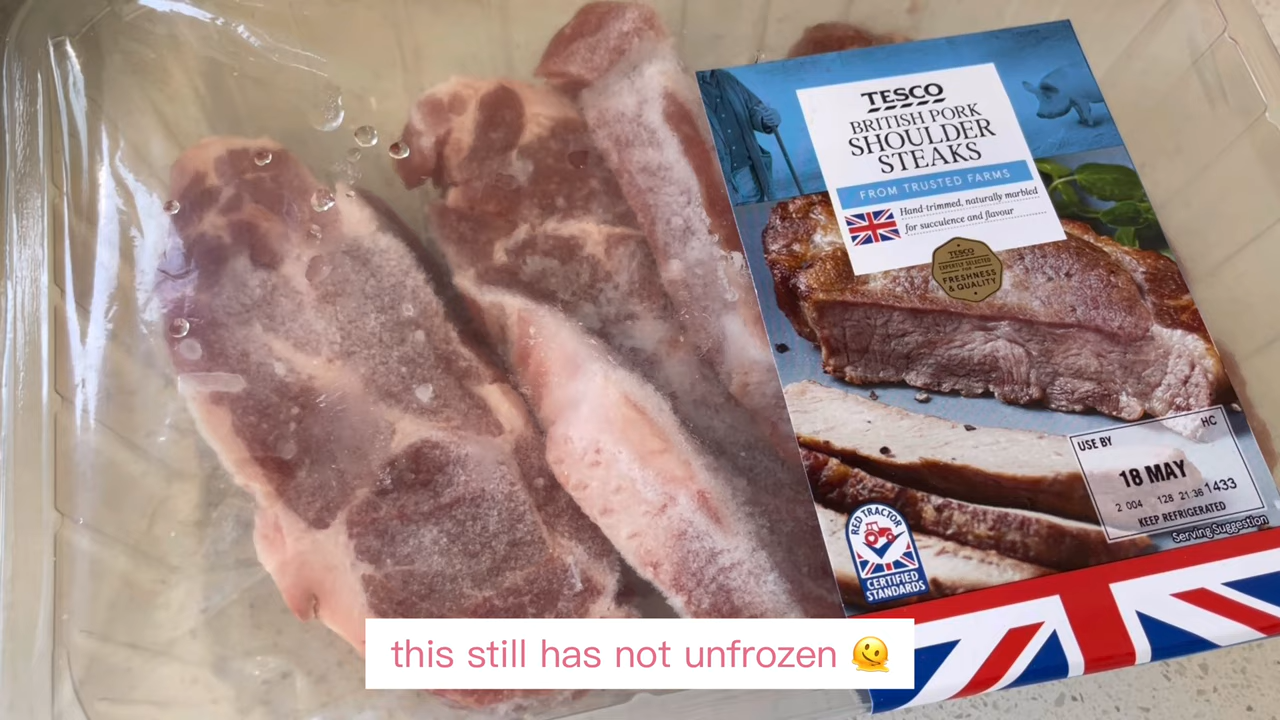 TESCO
BRITISH PORK
SHOULDER
STEAKS
FROM TRUSTED FARMS
Hand-trimmed, naturally marbled
for succulence and flavour
TESCO
EXPERTLY SELECTED
FOR
FRESHNESS
& QUALITY
USE BY
HC
18 MAY
2 004 128 21:36 1433
KEEP REFRIGERATED
Serving Suggestion
RED TRACTOR
CERTIFIED
STANDARDS
this still has not unfrozen 🫠